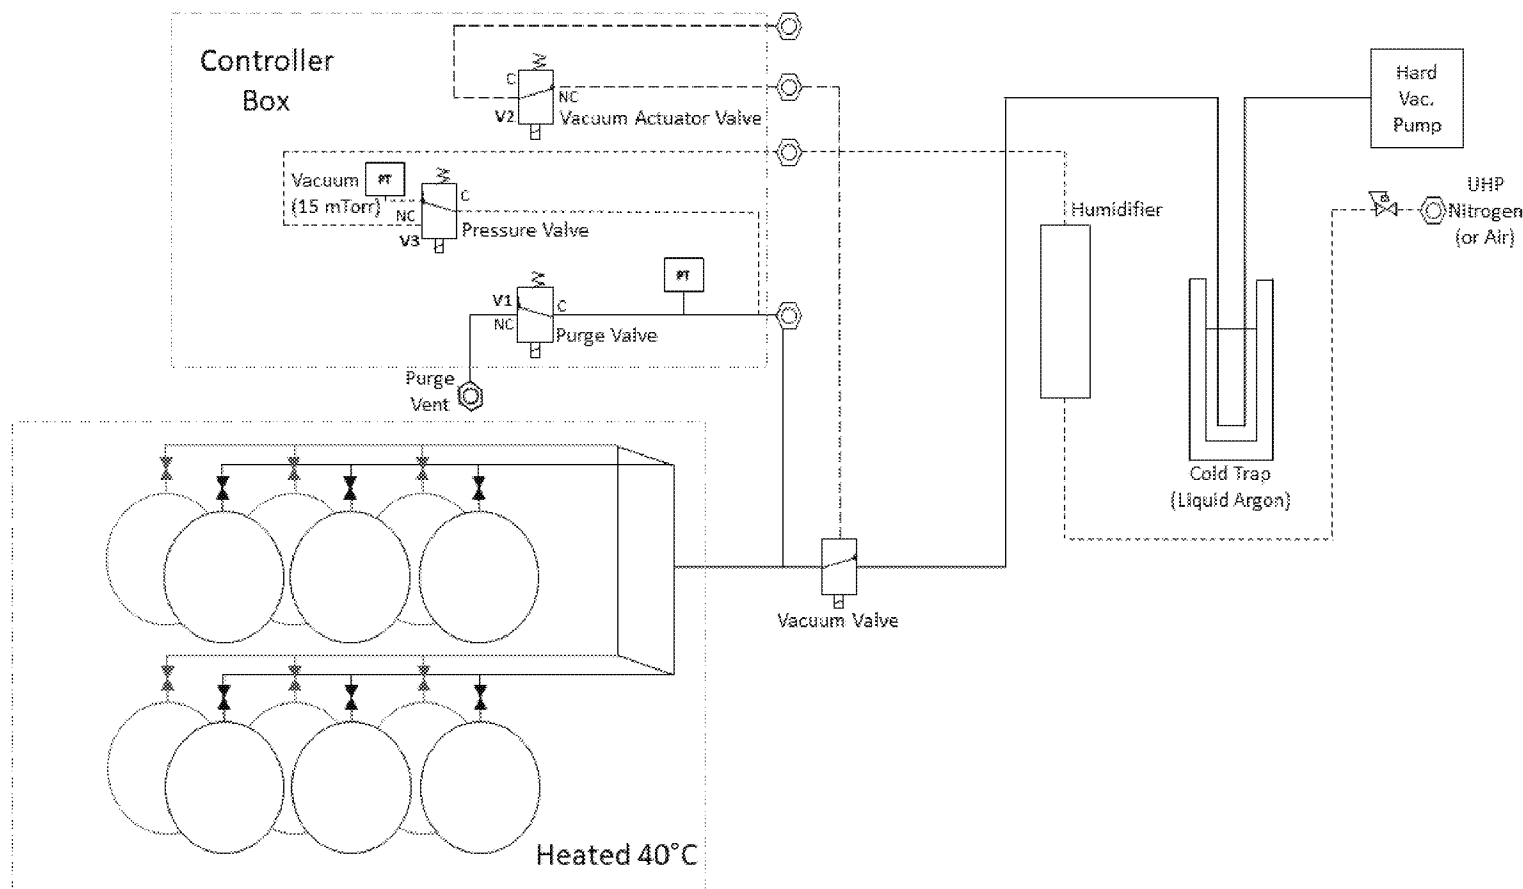 Controller
Box
C
NC
V2
Vacuum Actuator Valve
Vacuum
(15 mTorr)
PT
C
NC
V3
Pressure Valve
PT
V1
C
NC
Purge Valve
Purge
Vent
Hard
Vac.
Pump
UHP
Nitrogen
(or Air)
Humidifier
Cold Trap
(Liquid Argon)
Vacuum Valve
Heated 40°C